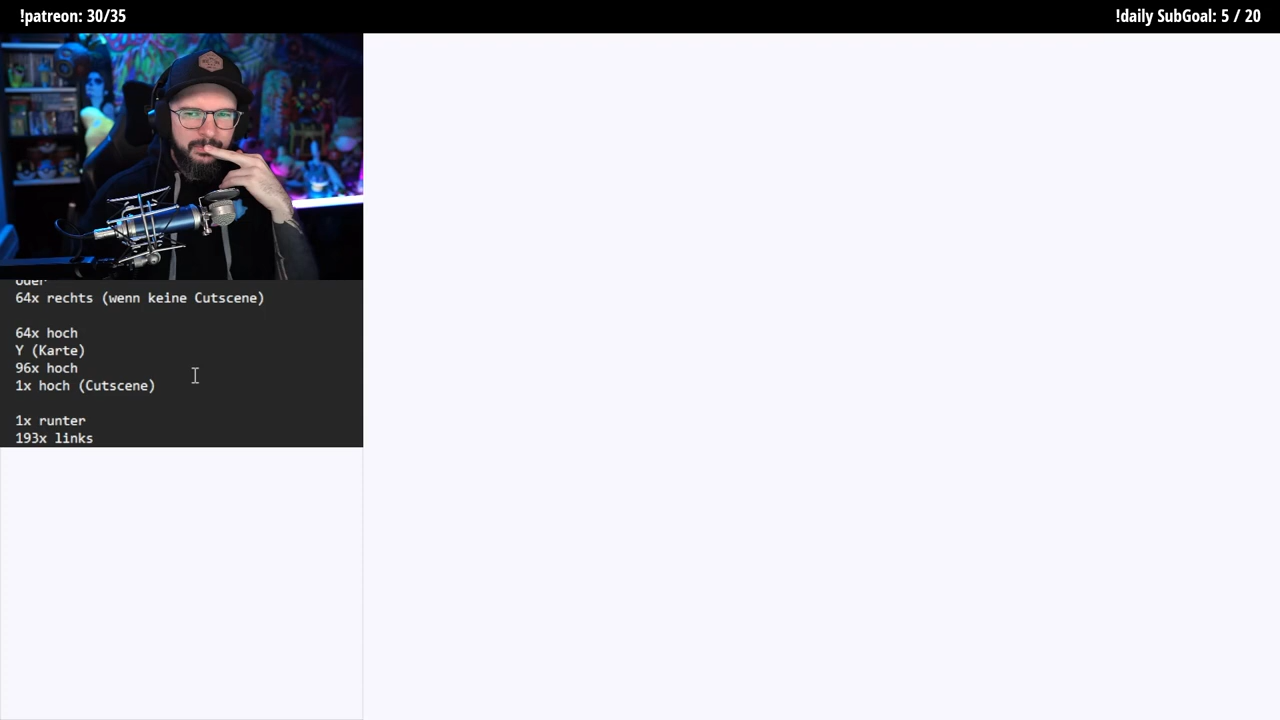 !patreon: 30/35
!daily SubGoal: 5 / 20
oder
64x rechts (wenn keine Cutscene)
64x hoch
Y (Karte)
96x hoch
1x hoch (Cutscene)
1x runter
193x links